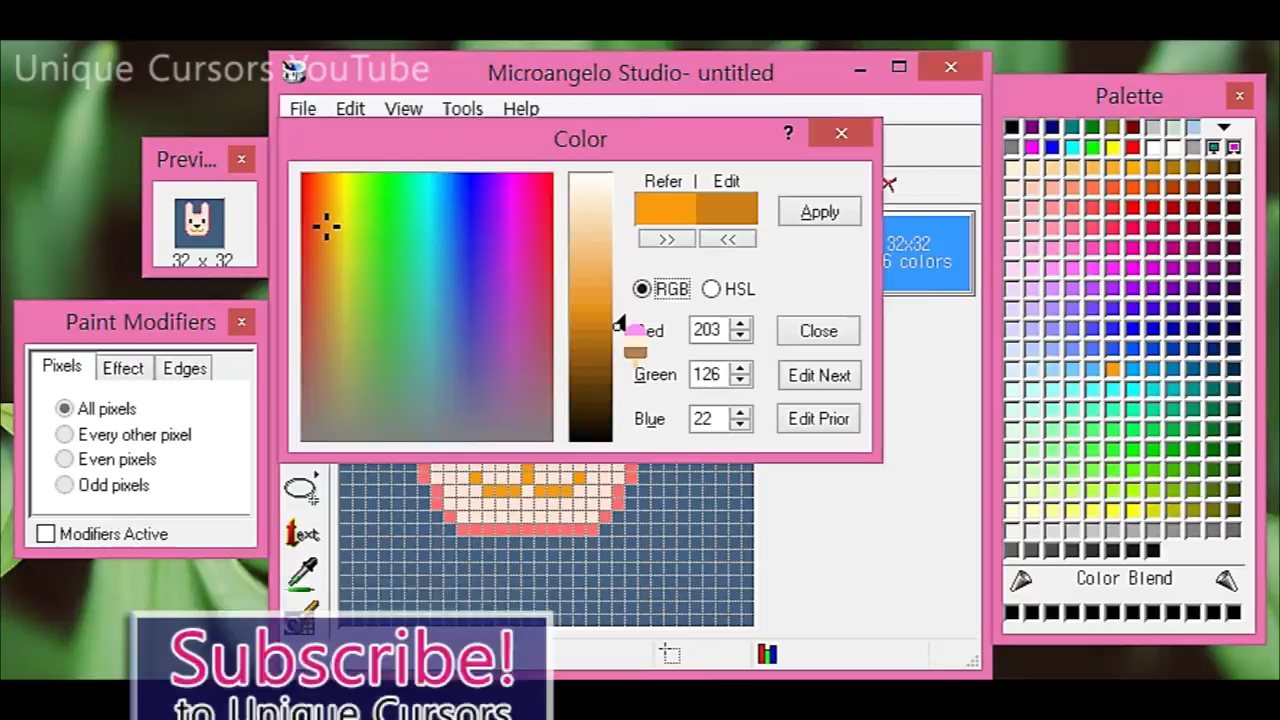 Unique Cursors YouTube
Microangelo Studio- untitled
File Edit View Tools Help
Color
?
Refer | Edit
Apply
>> <<
RGB HSL
203
Close
Green 126 Edit Next
Blue 22 Edit Prior
32x32
6 colors
Previ...
32 x 32
Paint Modifiers
Pixels Effect Edges
All pixels
Every other pixel
Even pixels
Odd pixels
Modifiers Active
text
Palette
Color Blend
Subscribe!
to Unique Cursors